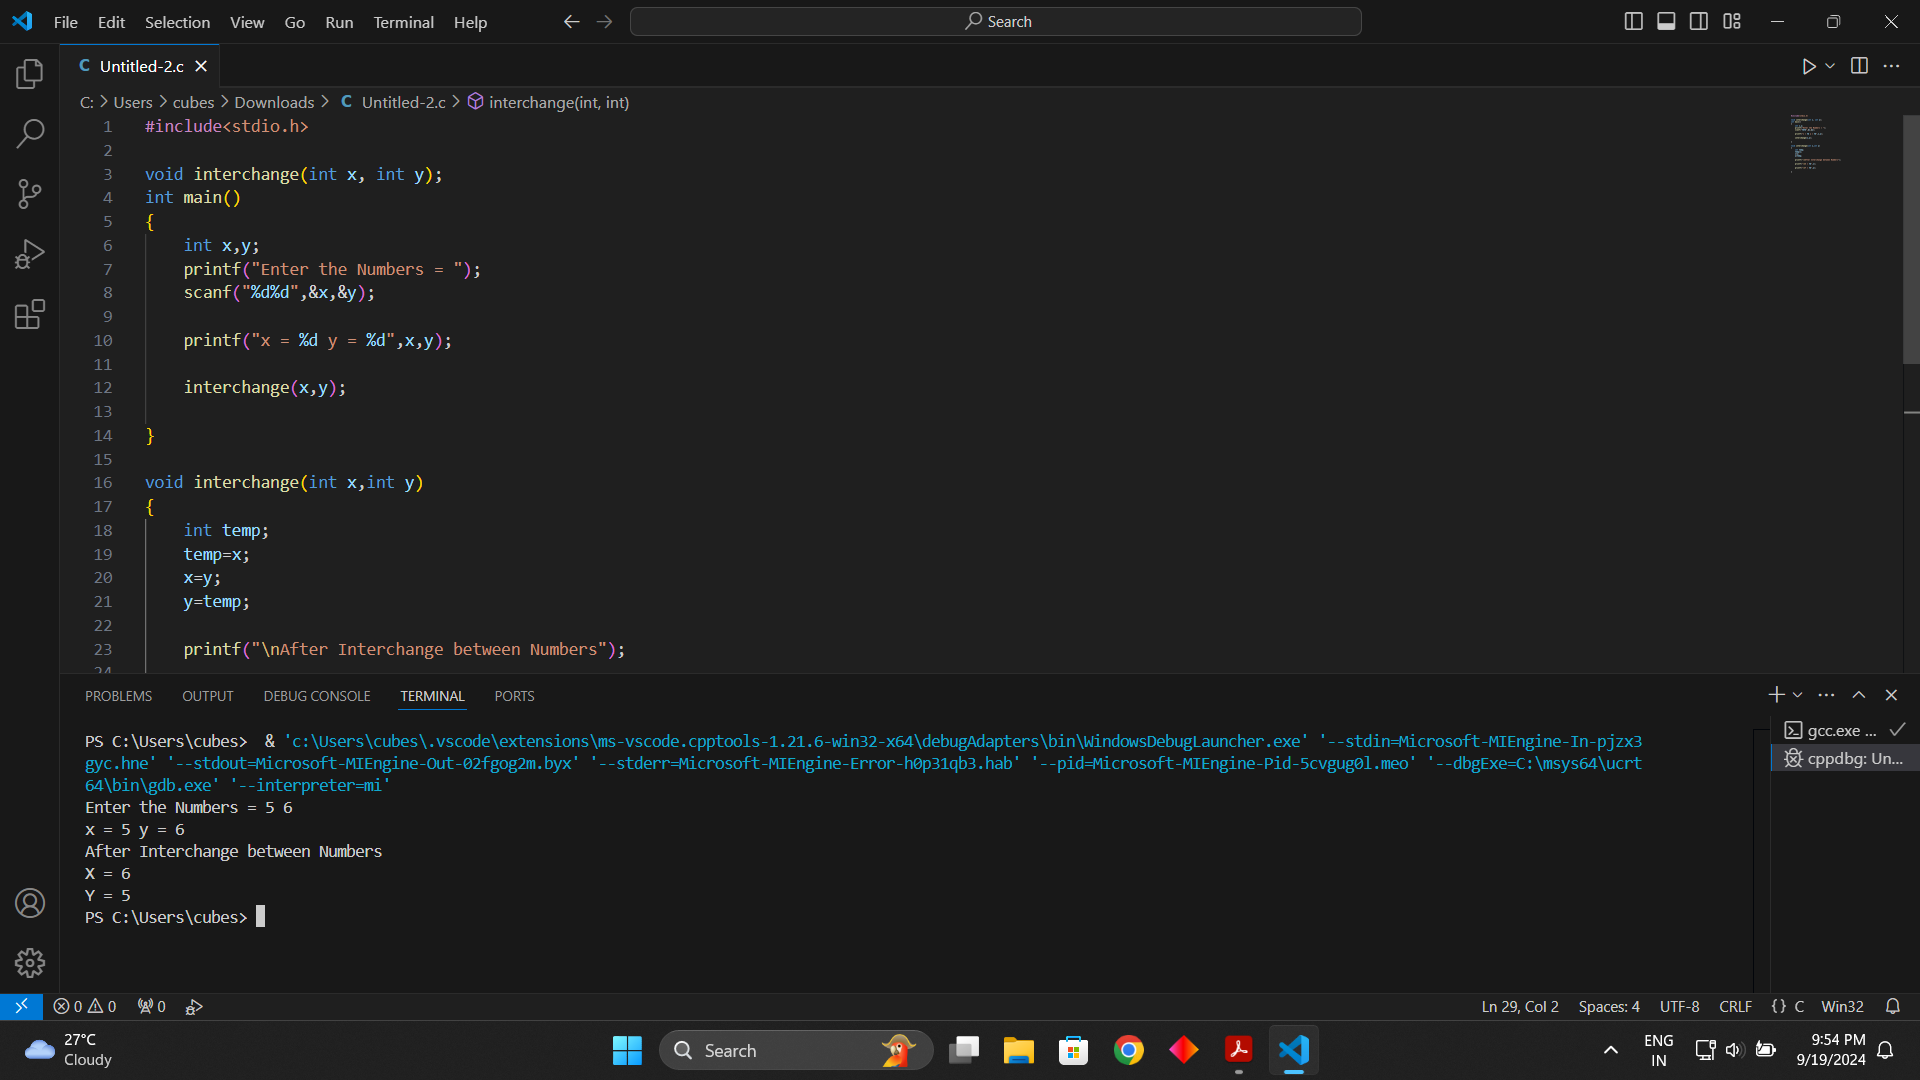 File Edit Selection View Go Run Terminal Help
Search
C Untitled-2.c
C: > Users > cubes > Downloads > C Untitled-2.c > interchange(int, int)
1 #include<stdio.h>
2
3 void interchange(int x, int y);
4 int main()
5 {
6 int x,y;
7 printf("Enter the Numbers = ");
8 scanf("%d%d",&x,&y);
9
10 printf("x = %d y = %d",x,y);
11
12 interchange(x,y);
13
14 }
15
16 void interchange(int x,int y)
17 {
18 int temp;
19 temp=x;
20 x=y;
21 y=temp;
22
23 printf("\nAfter Interchange between Numbers");
24
PROBLEMS OUTPUT DEBUG CONSOLE TERMINAL PORTS
PS C:\Users\cubes>  & 'c:\Users\cubes\.vscode\extensions\ms-vscode.cpptools-1.21.6-win32-x64\debugAdapters\bin\WindowsDebugLauncher.exe' '--stdin=Microsoft-MIEngine-In-pjzx3
gyc.hne' '--stdout=Microsoft-MIEngine-Out-02fgog2m.byx' '--stderr=Microsoft-MIEngine-Error-h0p31qb3.hab' '--pid=Microsoft-MIEngine-Pid-5cvgug0l.meo' '--dbgExe=C:\msys64\ucrt
64\bin\gdb.exe' '--interpreter=mi'
Enter the Numbers = 5 6
x = 5 y = 6
After Interchange between Numbers
X = 6
Y = 5
PS C:\Users\cubes>
gcc.exe ...
cppdbg: Un...
0 0 0
Ln 29, Col 2 Spaces: 4 UTF-8 CRLF {} C Win32
27°C
Cloudy
Search
ENG
IN
9:54 PM
9/19/2024